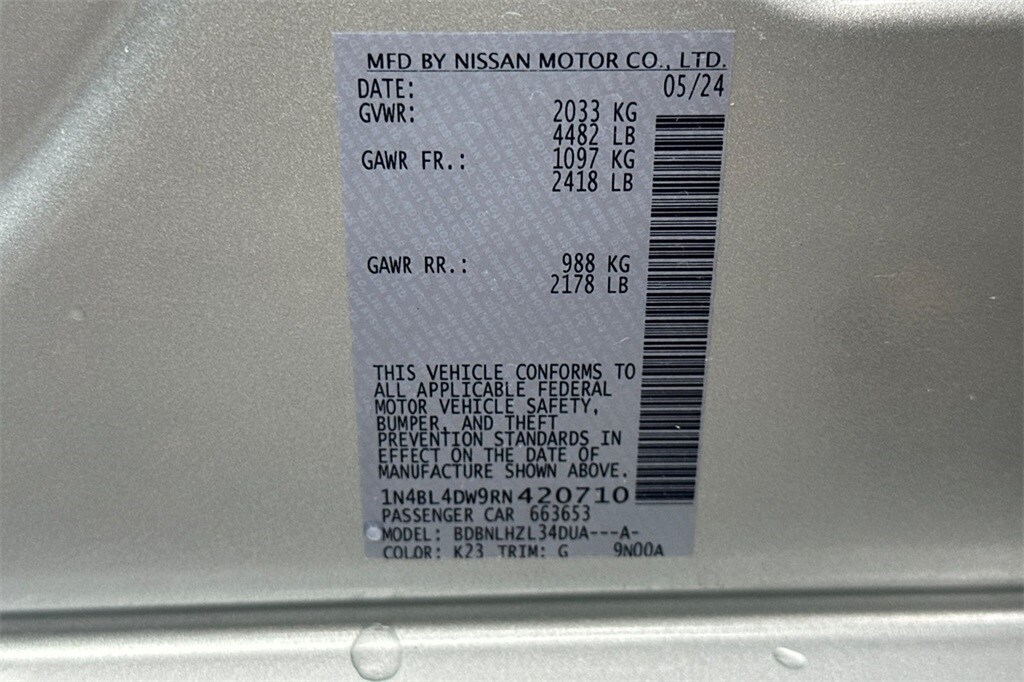 MFD BY NISSAN MOTOR CO., LTD.
DATE: 05/24
GVWR: 2033 KG
4482 LB
GAWR FR.: 1097 KG
2418 LB
GAWR RR.: 988 KG
2178 LB
THIS VEHICLE CONFORMS TO
ALL APPLICABLE FEDERAL
MOTOR VEHICLE SAFETY,
BUMPER, AND THEFT
PREVENTION STANDARDS IN
EFFECT ON THE DATE OF
MANUFACTURE SHOWN ABOVE.
1N4BL4DW9RN420710
PASSENGER CAR 663653
MODEL: BDBNLHZL34DUA---A-
COLOR: K23 TRIM: G 9N00A